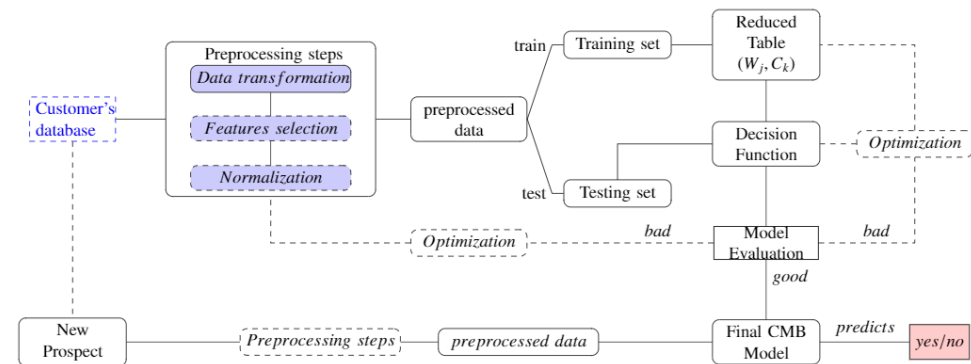 Preprocessing steps
Data transformation
Features selection
Normalization
Customer's
database
preprocessed
data
train
Training set
test
Testing set
Reduced
Table
(W_j, C_k)
Decision
Function
Optimization
Optimization
bad
Model
Evaluation
bad
good
New
Prospect
Preprocessing steps
preprocessed data
Final CMB
Model
predicts
yes/no